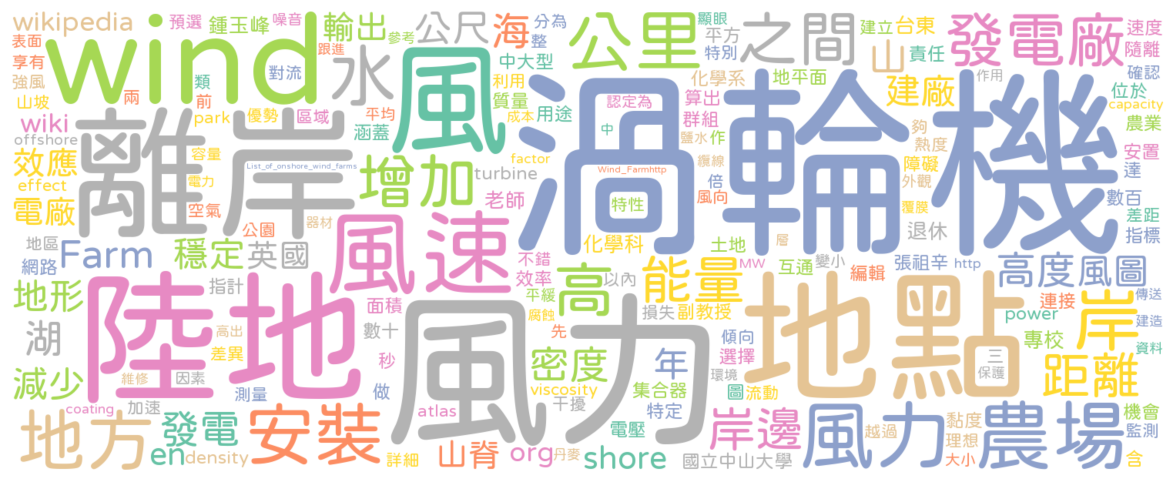 wikipedia 預選 鍾玉峰 噪音 輸出 公尺 海 分為 整 公里 顯眼 平方 特別 之間 建立 台東 責任 發電廠 速度 隨離
表面 享有 強風 wind 跟進 對流 參考 水 風 中大型 利用 質量 成本 用途 化學系 地平面 山 建廠 作用 確認 位於 capacity
山坡 兩 類 前 park 優勢 區域 平均 涵蓋 渦輪機 認定為 算出 群組 中 鹽水 作 夠 熱度 農業
wiki offshore 離岸 容量 List_of_onshore_wind_farms 增加 factor turbine Wind_Farmhttp 纜線 倍 風向 障礙 外觀 安置 達
效應 effect 電力 電廠 空氣 器材 公園 風速 老師 特性 覆膜 數百 差距
地區 網路 Farm 穩定 英國 指計 不錯 效率 化學科 土地 層 退休 指標
地形 陸地 面積 數十 高 平緩 腐蝕 以內 損失 能量 副教授 MW 互通 變小 編輯 張祖辛 http 高度風圖
湖 高出 差異 秒 風力 先 密度 年 傾向 選擇 地點 power 連接 岸 傳送 建造
減少 維修 因素 測量 做 viscosity 干擾 集合器 特定 環境 圖 流動 三 保護 專校 距離 資料
地方 coating 加速 發電 安裝 atlas 電壓 岸邊 風力 農場 越過 黏度 理想 機會 監測
en density 詳細 山脊 org 丹麥 shore 國立中山大學 大小 含